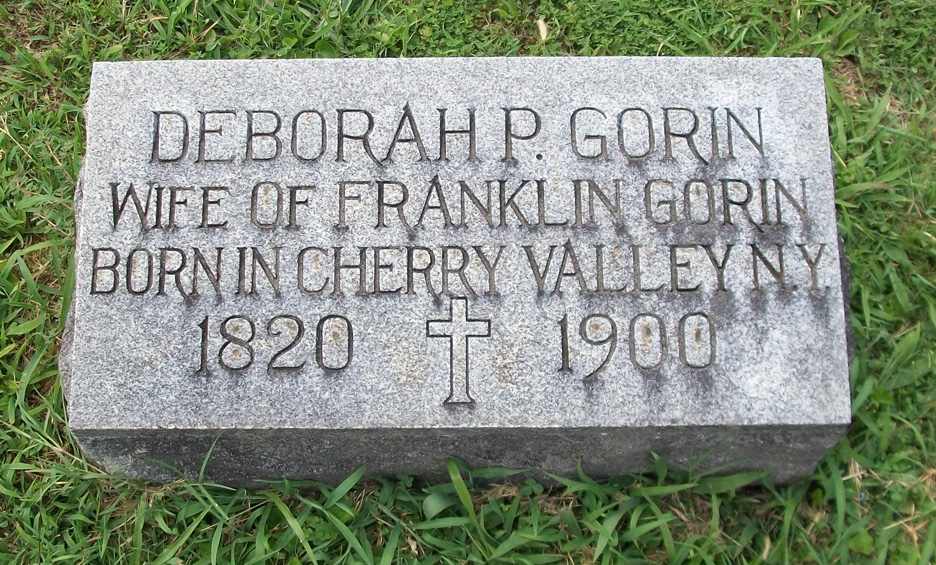 DEBORAH P. GORIN
WIFE OF FRANKLIN GORIN
BORN IN CHERRY VALLEY N.Y.
1820 1900